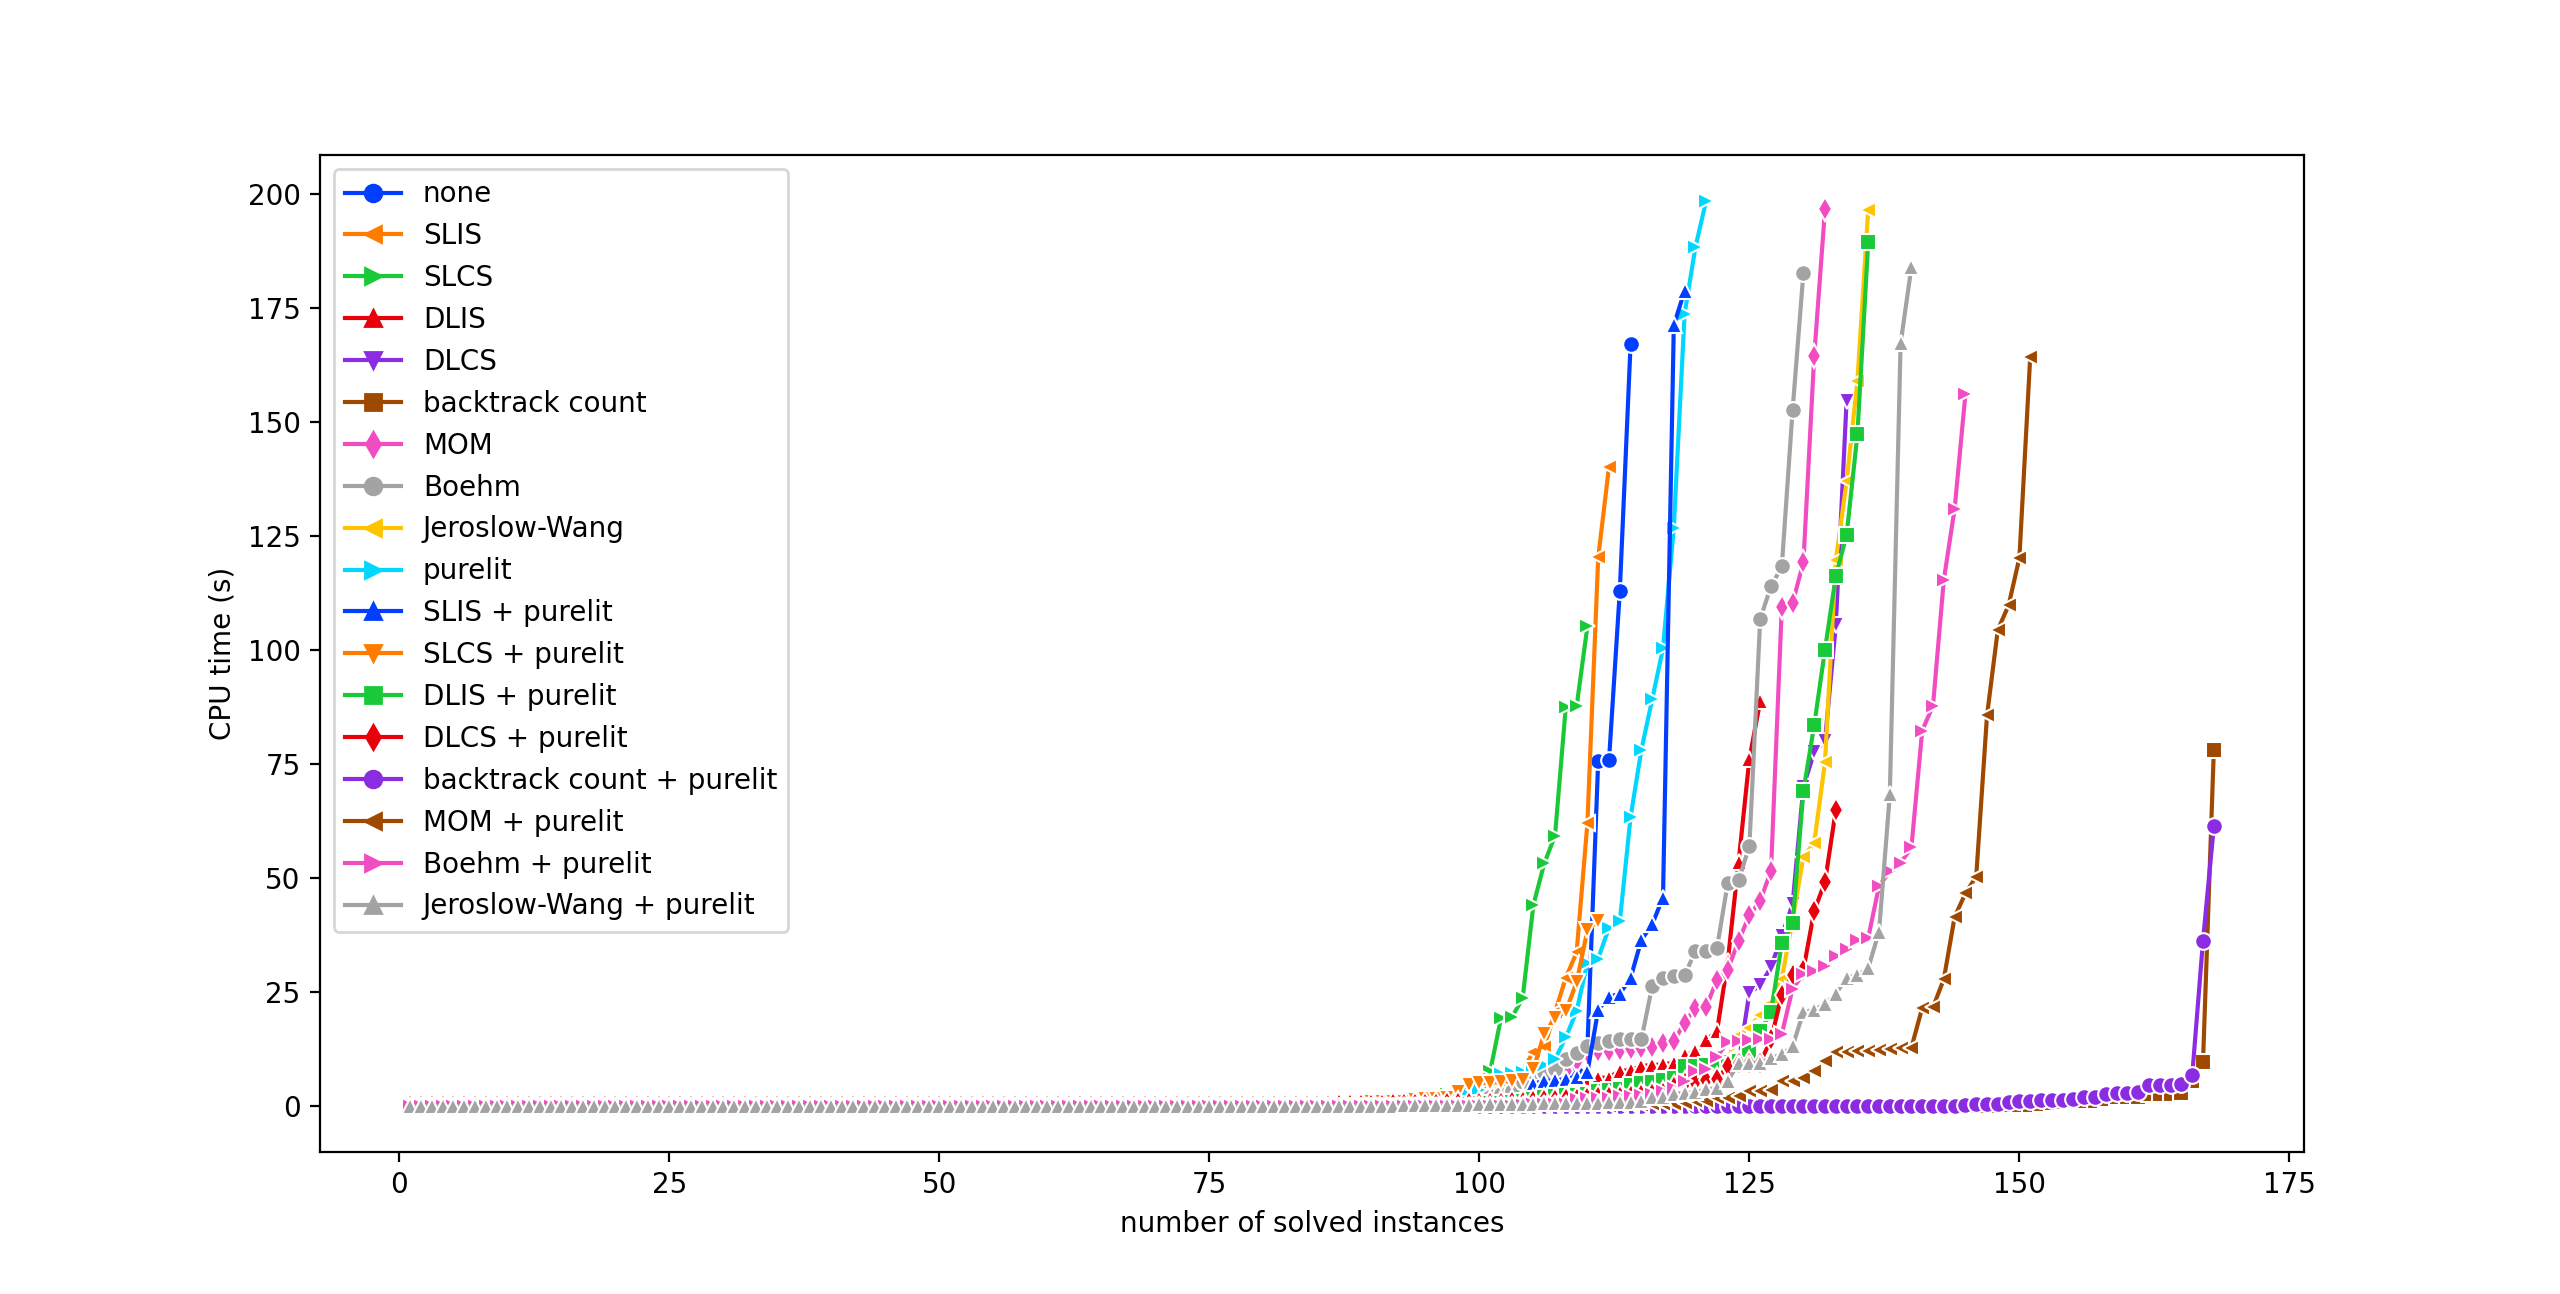 none
SLIS
SLCS
DLIS
DLCS
backtrack count
MOM
Boehm
Jeroslow-Wang
purelit
SLIS + purelit
SLCS + purelit
DLIS + purelit
DLCS + purelit
backtrack count + purelit
MOM + purelit
Boehm + purelit
Jeroslow-Wang + purelit
200
175
150
125
100
75
50
25
0
CPU time (s)
0 25 50 75 100 125 150 175
number of solved instances